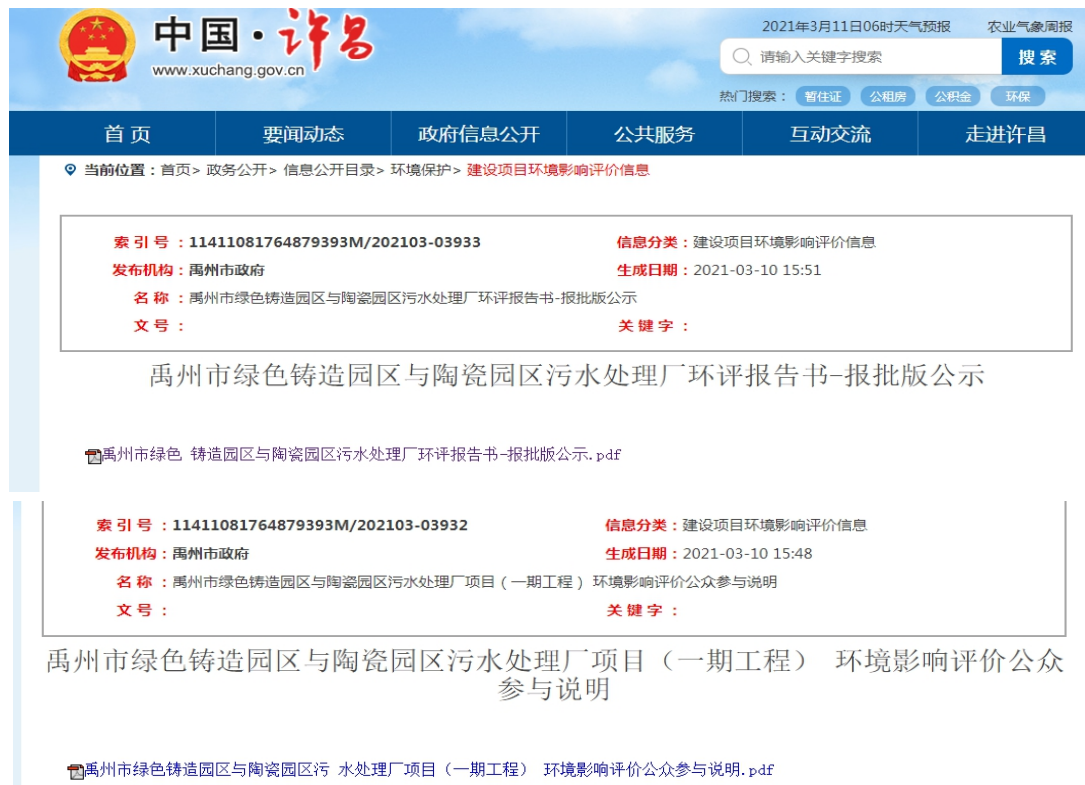 中国·许昌
www.xuchang.gov.cn
2021年3月11日06时天气预报 农业气象周报
请输入关键字搜索 搜索
热门搜索： 暂住证 公租房 公积金 环保
首页 要闻动态 政府信息公开 公共服务 互动交流 走进许昌
当前位置：首页> 政务公开> 信息公开目录> 环境保护> 建设项目环境影响评价信息
索引号：11411081764879393M/202103-03933 信息分类：建设项目环境影响评价信息
发布机构：禹州市政府 生成日期：2021-03-10 15:51
名称：禹州市绿色铸造园区与陶瓷园区污水处理厂环评报告书-报批版公示
文号： 关键字：
禹州市绿色铸造园区与陶瓷园区污水处理厂环评报告书-报批版公示
禹州市绿色 铸造园区与陶瓷园区污水处理厂环评报告书-报批版公示.pdf
索引号：11411081764879393M/202103-03932 信息分类：建设项目环境影响评价信息
发布机构：禹州市政府 生成日期：2021-03-10 15:48
名称：禹州市绿色铸造园区与陶瓷园区污水处理厂项目（一期工程）环境影响评价公众参与说明
文号： 关键字：
禹州市绿色铸造园区与陶瓷园区污水处理厂项目（一期工程） 环境影响评价公众
参与说明
禹州市绿色铸造园区与陶瓷园区污 水处理厂项目（一期工程） 环境影响评价公众参与说明.pdf